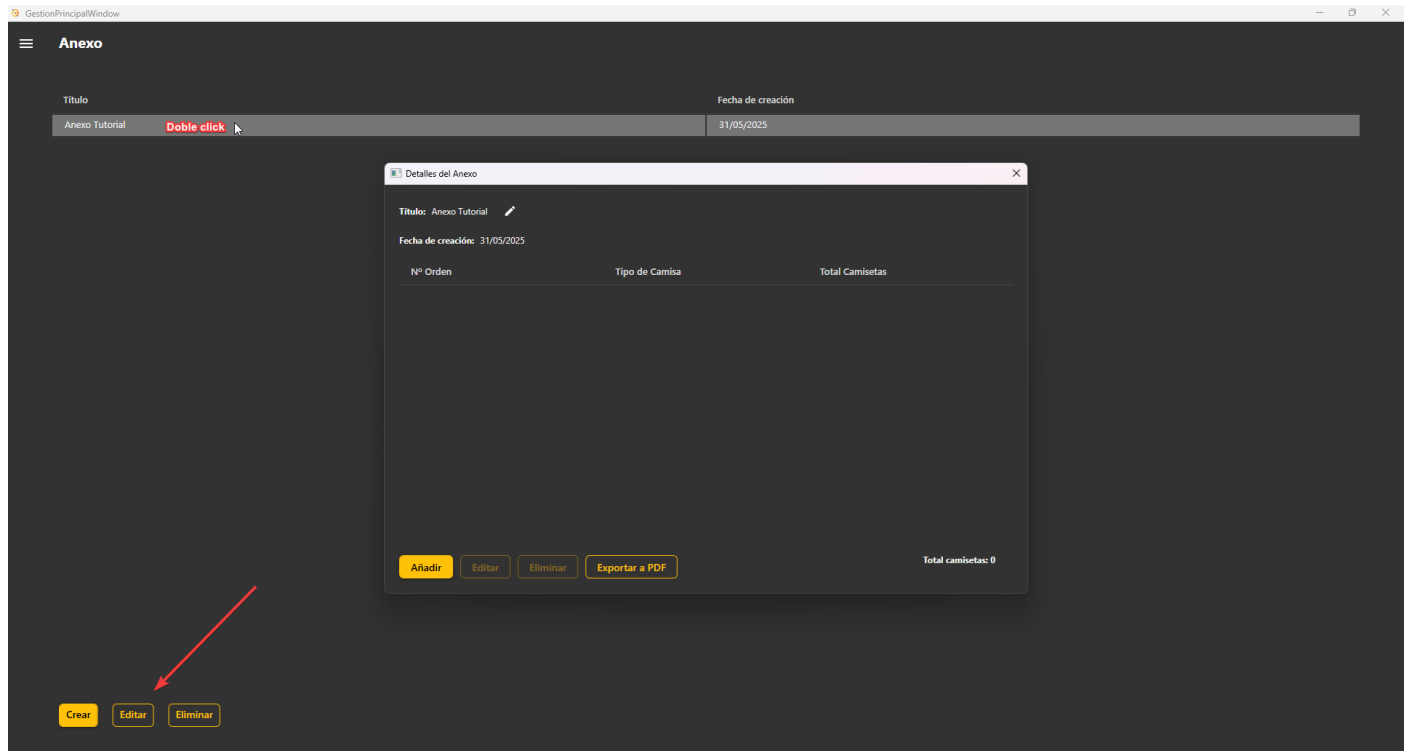 GestionPrincipalWindow
Anexo
Título Fecha de creación
Anexo Tutorial Doble click 31/05/2025
Detalles del Anexo
Título: Anexo Tutorial
Fecha de creación: 31/05/2025
Nº Orden Tipo de Camisa Total Camisetas
Añadir Editar Eliminar Exportar a PDF Total camisetas: 0
Crear Editar Eliminar